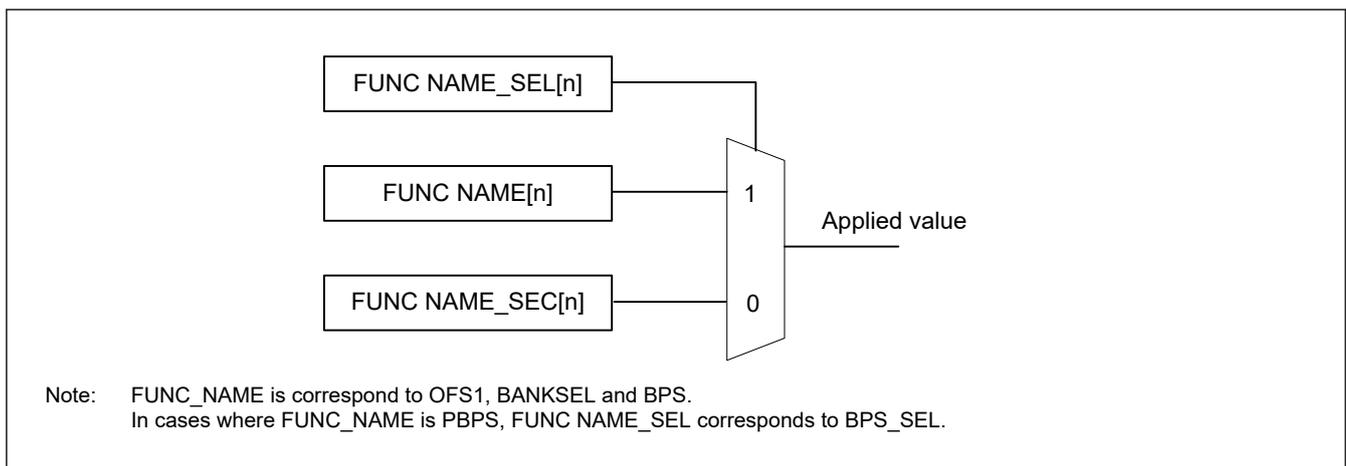 FUNC NAME_SEL[n]
FUNC NAME[n]
1
Applied value
FUNC NAME_SEC[n]
0
Note: FUNC_NAME is correspond to OFS1, BANKSEL and BPS.
In cases where FUNC_NAME is PBPS, FUNC NAME_SEL corresponds to BPS_SEL.